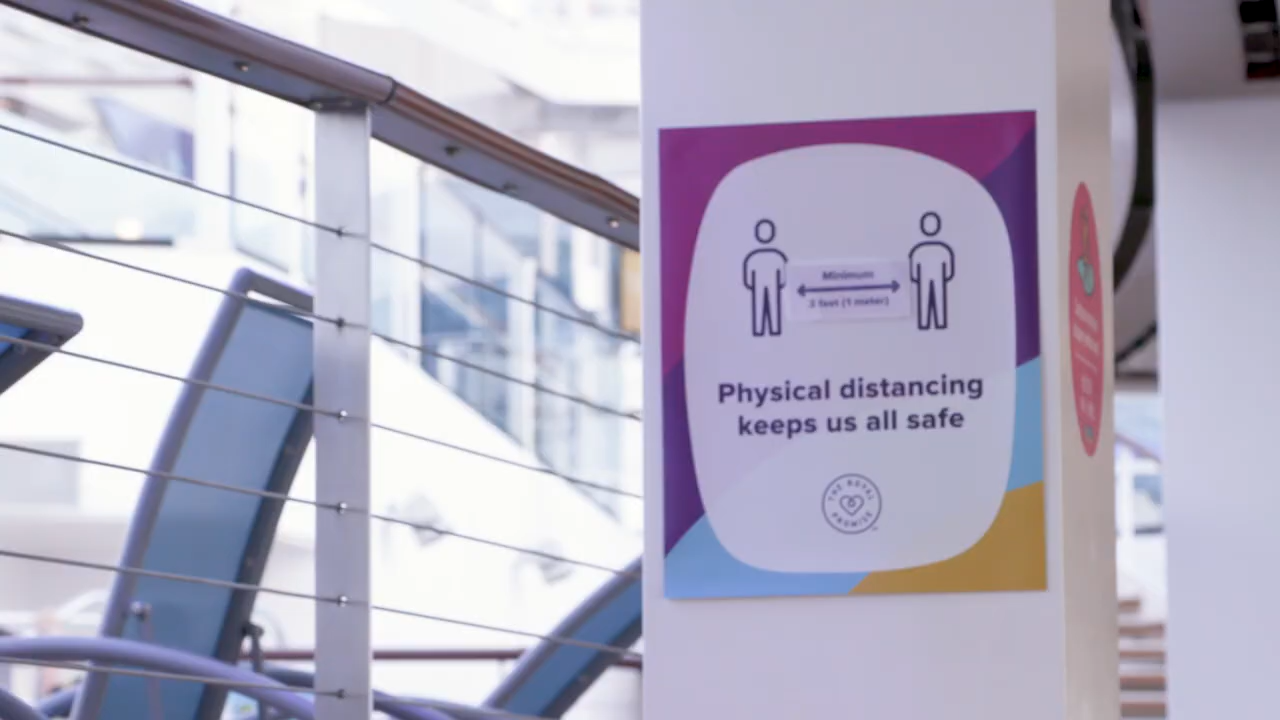 Minimum
3 feet (1 meter)
Physical distancing
keeps us all safe
THE ROYAL
PROMISE